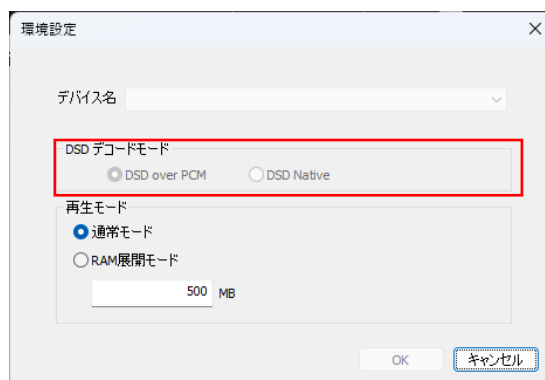 環境設定
デバイス名
DSD デコードモード
DSD over PCM DSD Native
再生モード
通常モード
RAM展開モード
500 MB
OK キャンセル